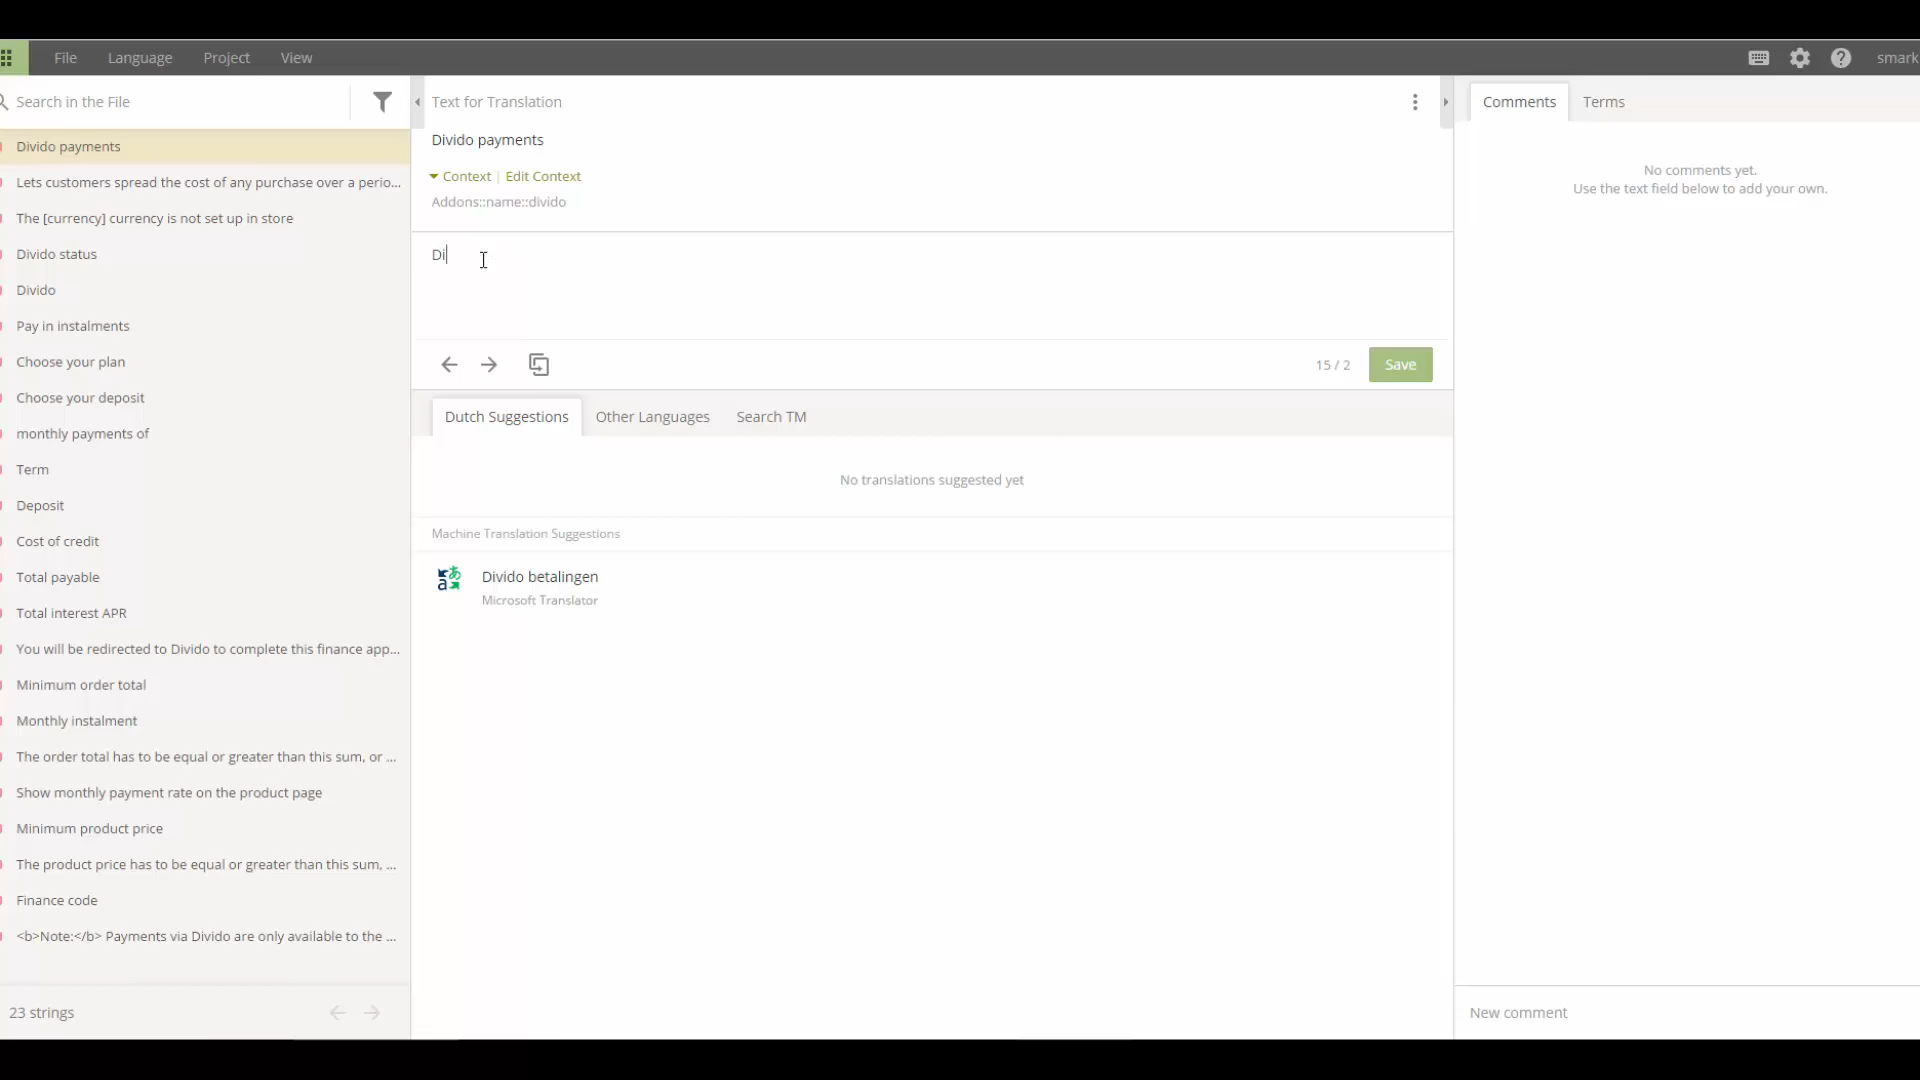 File Language Project View smark
Search in the File
Divido payments
Lets customers spread the cost of any purchase over a perio...
The [currency] currency is not set up in store
Divido status
Divido
Pay in instalments
Choose your plan
Choose your deposit
monthly payments of
Term
Deposit
Cost of credit
Total payable
Total interest APR
You will be redirected to Divido to complete this finance app...
Minimum order total
Monthly instalment
The order total has to be equal or greater than this sum, or ...
Show monthly payment rate on the product page
Minimum product price
The product price has to be equal or greater than this sum, ...
Finance code
<b>Note:</b> Payments via Divido are only available to the ...
23 strings
Text for Translation
Divido payments
Context | Edit Context
Addons::name::divido
Di
15 / 2 Save
Dutch Suggestions Other Languages Search TM
No translations suggested yet
Machine Translation Suggestions
Divido betalingen
Microsoft Translator
Comments Terms
No comments yet.
Use the text field below to add your own.
New comment